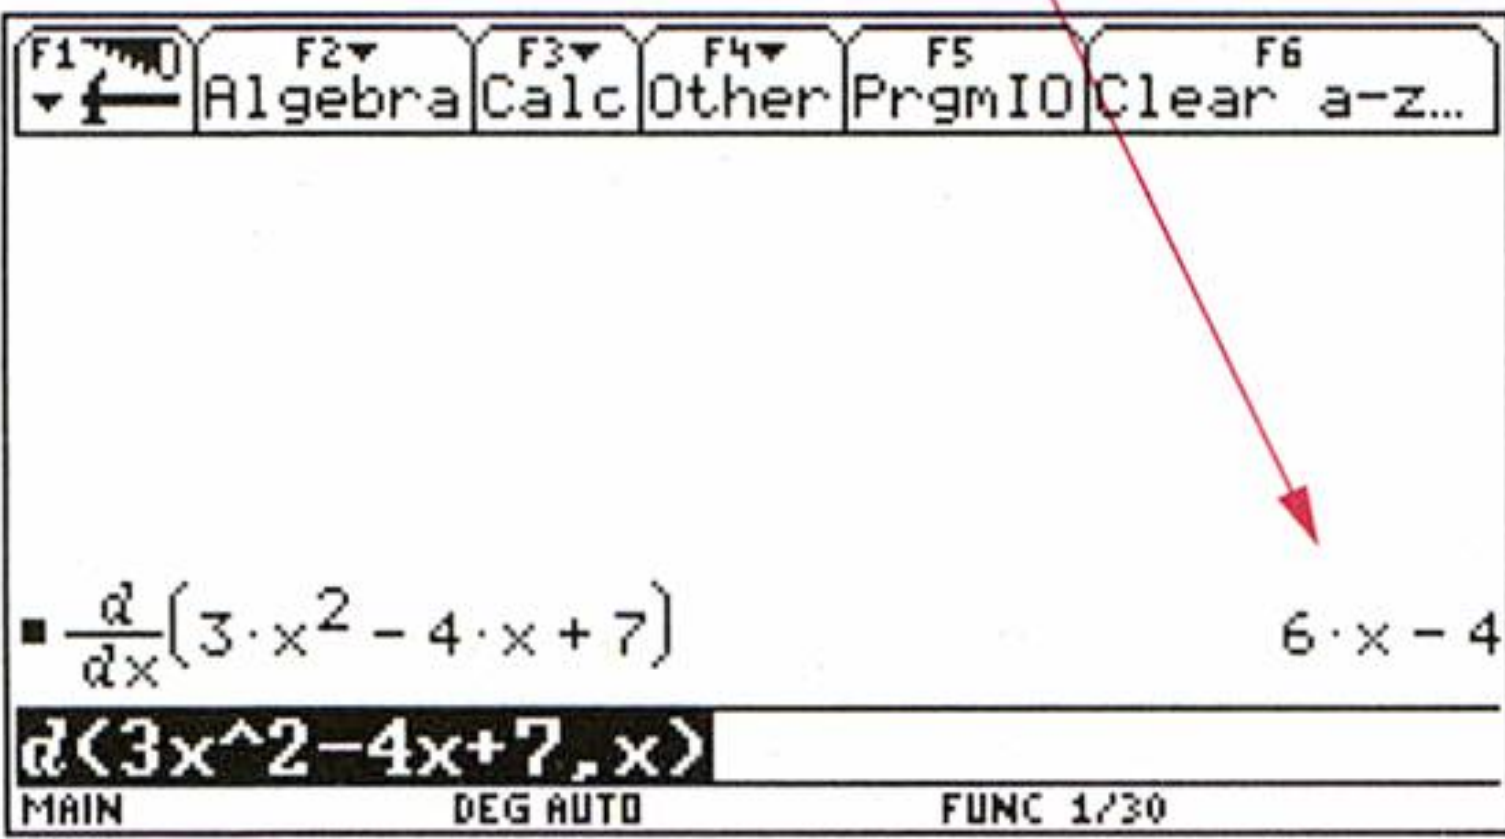 F1 F2 F3 F4 F5 F6
Algebra Calc Other PrgmIO Clear a-z...
d/dx(3·x² - 4·x + 7) 6·x - 4
d(3x^2-4x+7,x)
MAIN DEG AUTO FUNC 1/30